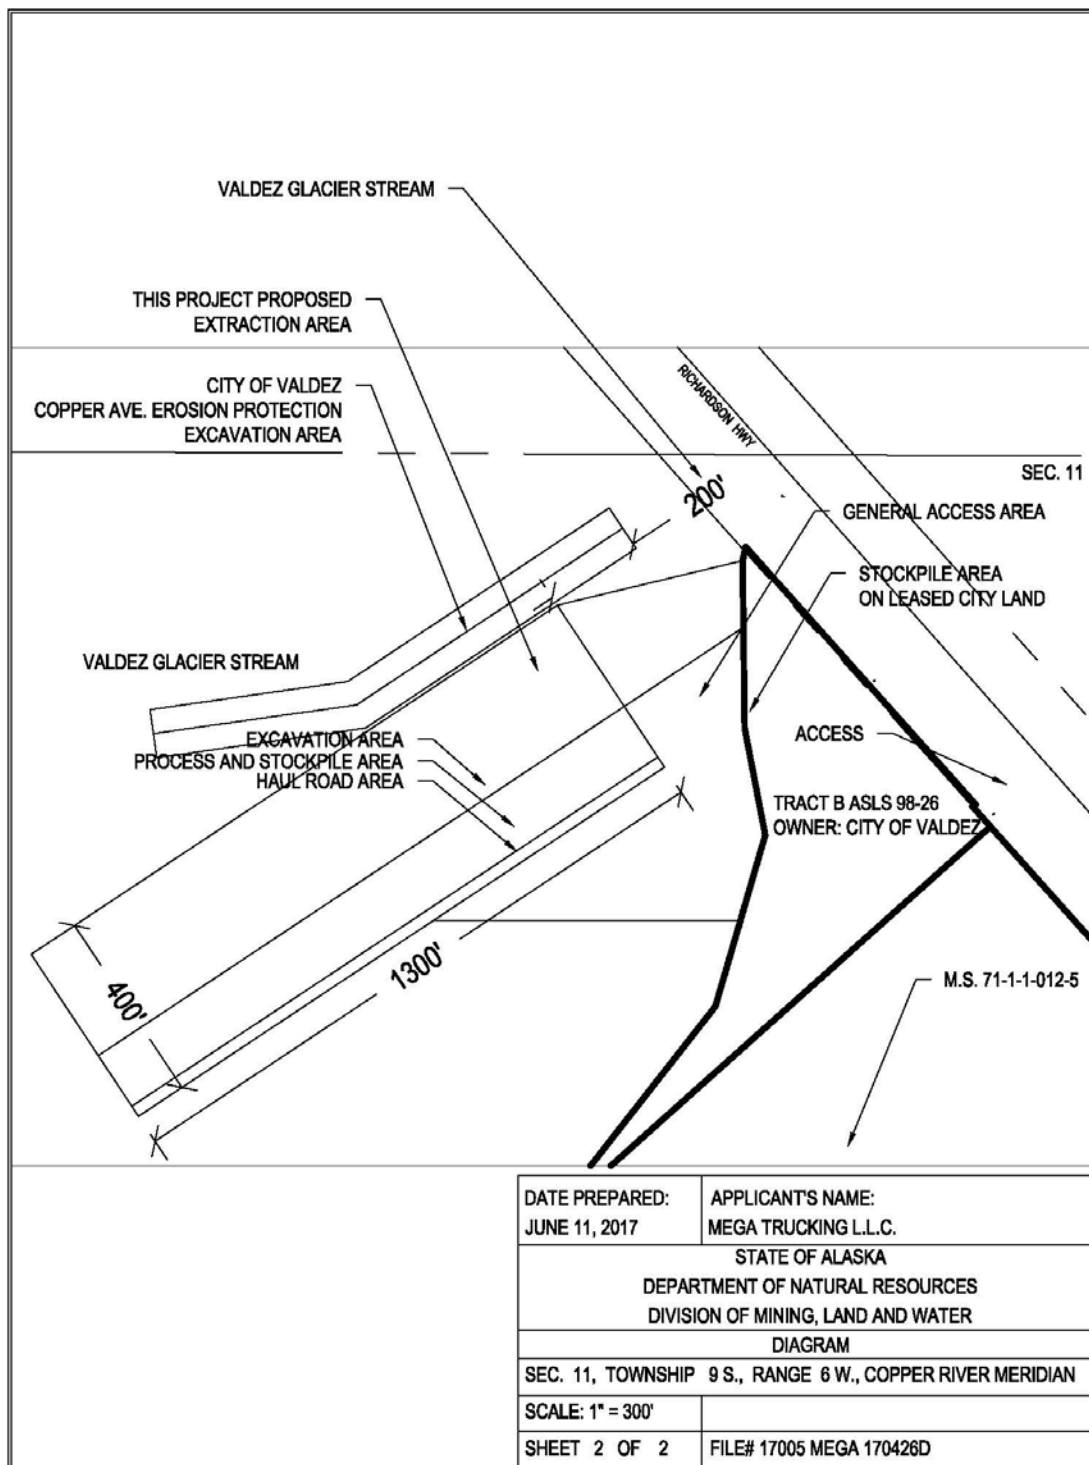 VALDEZ GLACIER STREAM
THIS PROJECT PROPOSED
EXTRACTION AREA
CITY OF VALDEZ
COPPER AVE. EROSION PROTECTION
EXCAVATION AREA
RICHARDSON HWY
SEC. 11
200'
GENERAL ACCESS AREA
STOCKPILE AREA
ON LEASED CITY LAND
VALDEZ GLACIER STREAM
EXCAVATION AREA
PROCESS AND STOCKPILE AREA
HAUL ROAD AREA
ACCESS
TRACT B ASLS 98-26
OWNER: CITY OF VALDEZ
1300'
400'
M.S. 71-1-1-012-5
DATE PREPARED:
JUNE 11, 2017
APPLICANT'S NAME:
MEGA TRUCKING L.L.C.
STATE OF ALASKA
DEPARTMENT OF NATURAL RESOURCES
DIVISION OF MINING, LAND AND WATER
DIAGRAM
SEC. 11, TOWNSHIP 9 S., RANGE 6 W., COPPER RIVER MERIDIAN
SCALE: 1" = 300'
SHEET 2 OF 2
FILE# 17005 MEGA 170426D